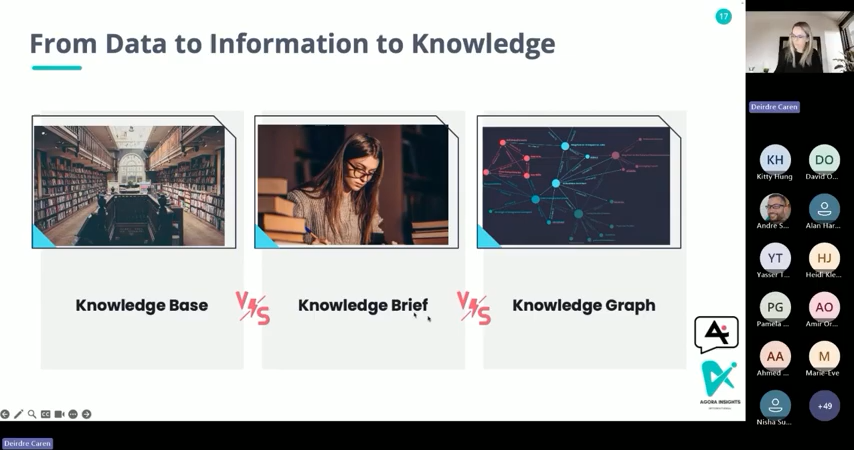 17
From Data to Information to Knowledge
Knowledge Base
VS
Knowledge Brief
VS
Knowledge Graph
AGORA INSIGHTS
INTERNATIONAL
Deirdre Caren
Deirdre Caren
KH
Kitty Hung
DO
David O...
Andre S...
Alan Har...
YT
Yasser T...
HJ
Heidi Kle...
PG
Pamela ...
AO
Amir Or...
AA
Ahmed ...
M
Marie-Eve
Nisha Su...
+49